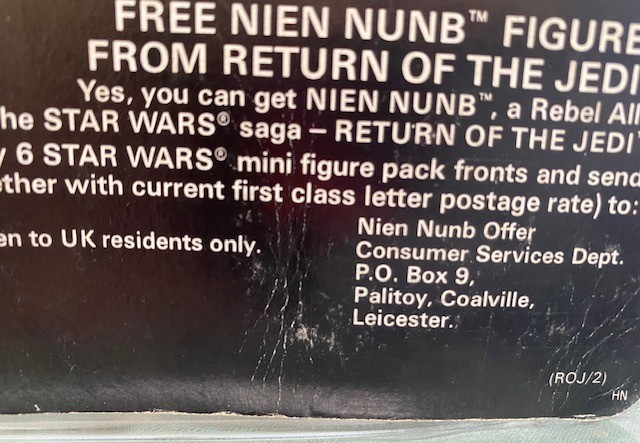 FREE NIEN NUNB™ FIGURE
FROM RETURN OF THE JEDI
Yes, you can get NIEN NUNB™, a Rebel All
he STAR WARS® saga – RETURN OF THE JEDI
y 6 STAR WARS® mini figure pack fronts and send
ether with current first class letter postage rate) to:
en to UK residents only.
Nien Nunb Offer
Consumer Services Dept.
P.O. Box 9,
Palitoy, Coalville,
Leicester.
(ROJ/2)
HN